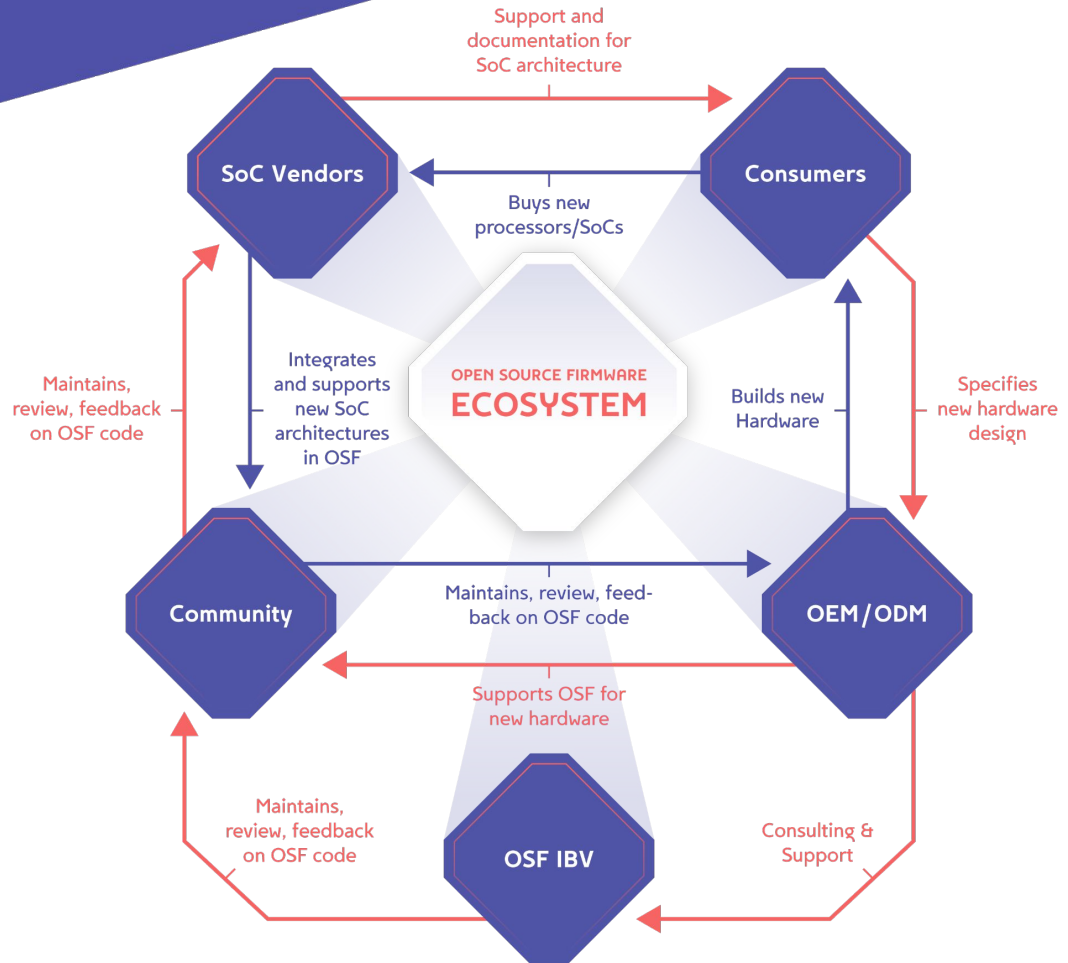 Support and
documentation for
SoC architecture
SoC Vendors
Consumers
Buys new
processors/SoCs
Integrates
and supports
new SoC
architectures
in OSF
Maintains,
review, feedback
on OSF code
OPEN SOURCE FIRMWARE
ECOSYSTEM
Builds new
Hardware
Specifies
new hardware
design
Community
Maintains, review, feed-
back on OSF code
OEM/ODM
Supports OSF for
new hardware
Maintains,
review, feedback
on OSF code
OSF IBV
Consulting &
Support